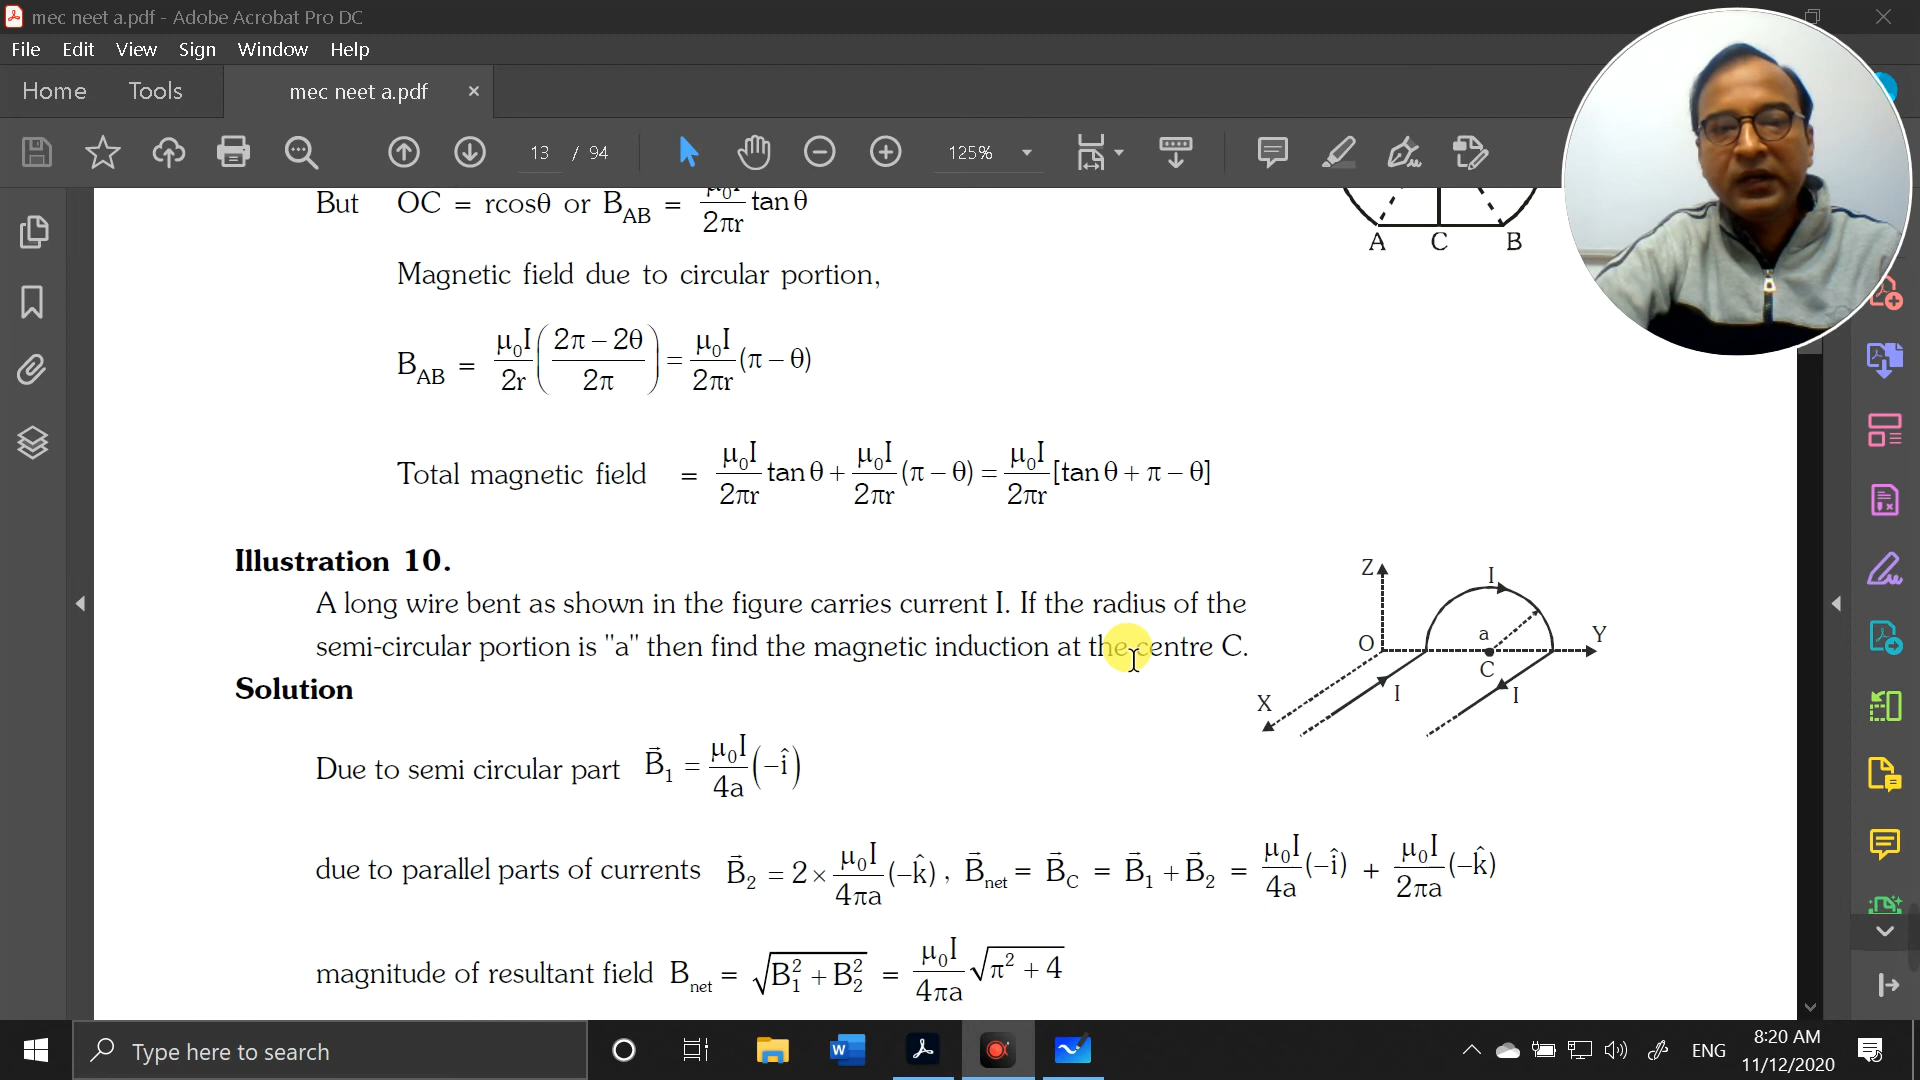 mec neet a.pdf - Adobe Acrobat Pro DC
File Edit View Sign Window Help
Home Tools mec neet a.pdf ×
13 / 94 125%
But OC = rcosθ or B_AB = μ₀I/2πr tan θ
A C B
Magnetic field due to circular portion,
B_AB = μ₀I/2r ((2π − 2θ)/2π) = μ₀I/2πr (π − θ)
Total magnetic field = μ₀I/2πr tan θ + μ₀I/2πr (π − θ) = μ₀I/2πr [tan θ + π − θ]
Illustration 10.
A long wire bent as shown in the figure carries current I. If the radius of the
semi-circular portion is "a" then find the magnetic induction at the centre C.
Z I
O a Y
C
X I I
Solution
Due to semi circular part B⃗₁ = μ₀I/4a (−î)
due to parallel parts of currents B⃗₂ = 2 × μ₀I/4πa (−k̂) , B⃗_net = B⃗_C = B⃗₁ + B⃗₂ = μ₀I/4a (−î) + μ₀I/2πa (−k̂)
magnitude of resultant field B_net = √(B₁² + B₂²) = μ₀I/4πa √(π² + 4)
Type here to search
ENG
8:20 AM
11/12/2020